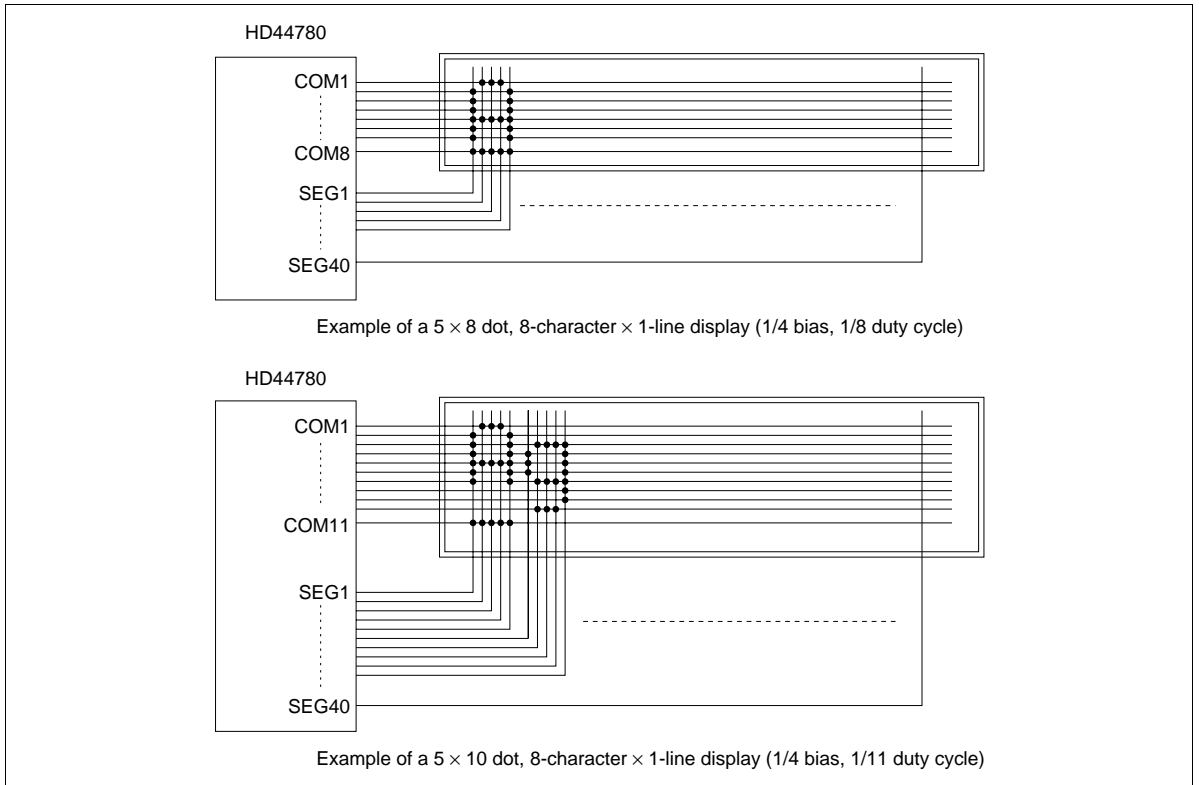 HD44780
COM1
COM8
SEG1
SEG40
Example of a 5 × 8 dot, 8-character × 1-line display (1/4 bias, 1/8 duty cycle)
HD44780
COM1
COM11
SEG1
SEG40
Example of a 5 × 10 dot, 8-character × 1-line display (1/4 bias, 1/11 duty cycle)